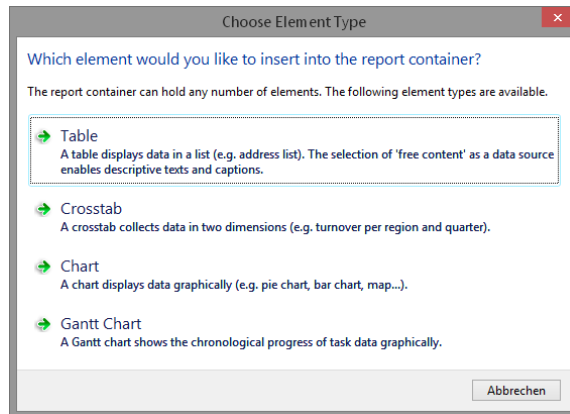 Choose Element Type
Which element would you like to insert into the report container?
The report container can hold any number of elements. The following element types are available.
Table
A table displays data in a list (e.g. address list). The selection of 'free content' as a data source
enables descriptive texts and captions.
Crosstab
A crosstab collects data in two dimensions (e.g. turnover per region and quarter).
Chart
A chart displays data graphically (e.g. pie chart, bar chart, map...).
Gantt Chart
A Gantt chart shows the chronological progress of task data graphically.
Abbrechen